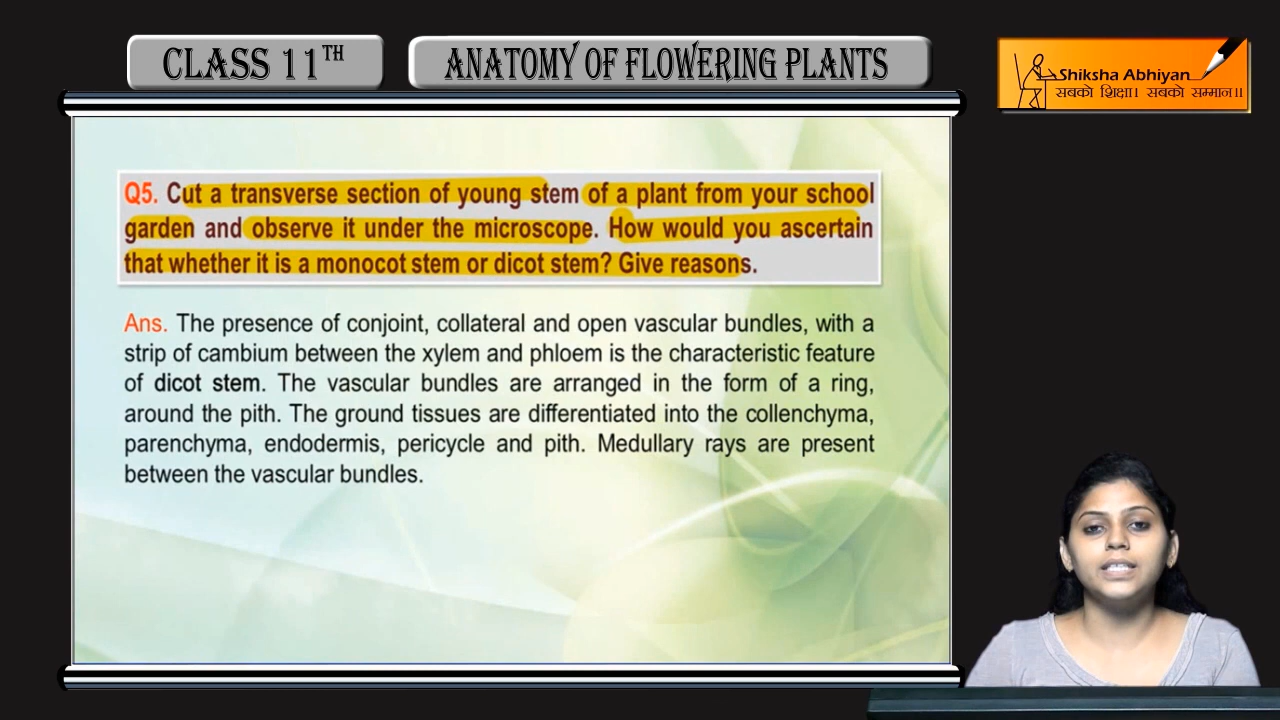 CLASS 11TH
ANATOMY OF FLOWERING PLANTS
Shiksha Abhiyan
सबको शिक्षा। सबको सम्मान।।
Q5. Cut a transverse section of young stem of a plant from your school
garden and observe it under the microscope. How would you ascertain
that whether it is a monocot stem or dicot stem? Give reasons.
Ans. The presence of conjoint, collateral and open vascular bundles, with a
strip of cambium between the xylem and phloem is the characteristic feature
of dicot stem. The vascular bundles are arranged in the form of a ring,
around the pith. The ground tissues are differentiated into the collenchyma,
parenchyma, endodermis, pericycle and pith. Medullary rays are present
between the vascular bundles.